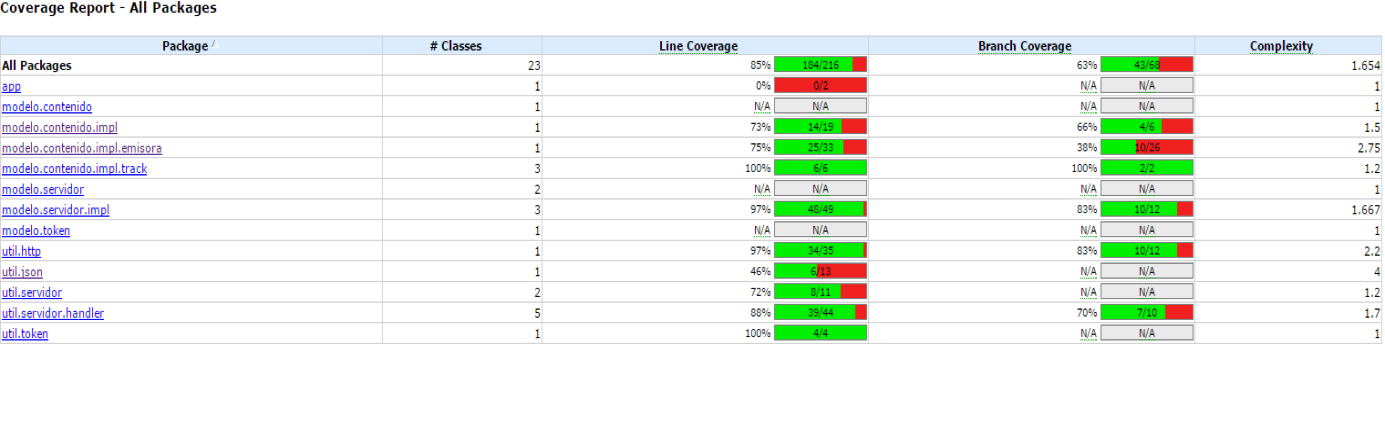 Coverage Report - All Packages
Package / # Classes Line Coverage Branch Coverage Complexity
All Packages 23 85% 184/216 63% 43/68 1.654
app 1 0% 0/2 N/A N/A 1
modelo.contenido 1 N/A N/A N/A N/A 1
modelo.contenido.impl 1 73% 14/19 66% 4/6 1.5
modelo.contenido.impl.emisora 1 75% 25/33 38% 10/26 2.75
modelo.contenido.impl.track 3 100% 6/6 100% 2/2 1.2
modelo.servidor 2 N/A N/A N/A N/A 1
modelo.servidor.impl 3 97% 48/49 83% 10/12 1.667
modelo.token 1 N/A N/A N/A N/A 1
util.http 1 97% 34/35 83% 10/12 2.2
util.json 1 46% 6/13 N/A N/A 4
util.servidor 2 72% 8/11 N/A N/A 1.2
util.servidor.handler 5 88% 39/44 70% 7/10 1.7
util.token 1 100% 4/4 N/A N/A 1